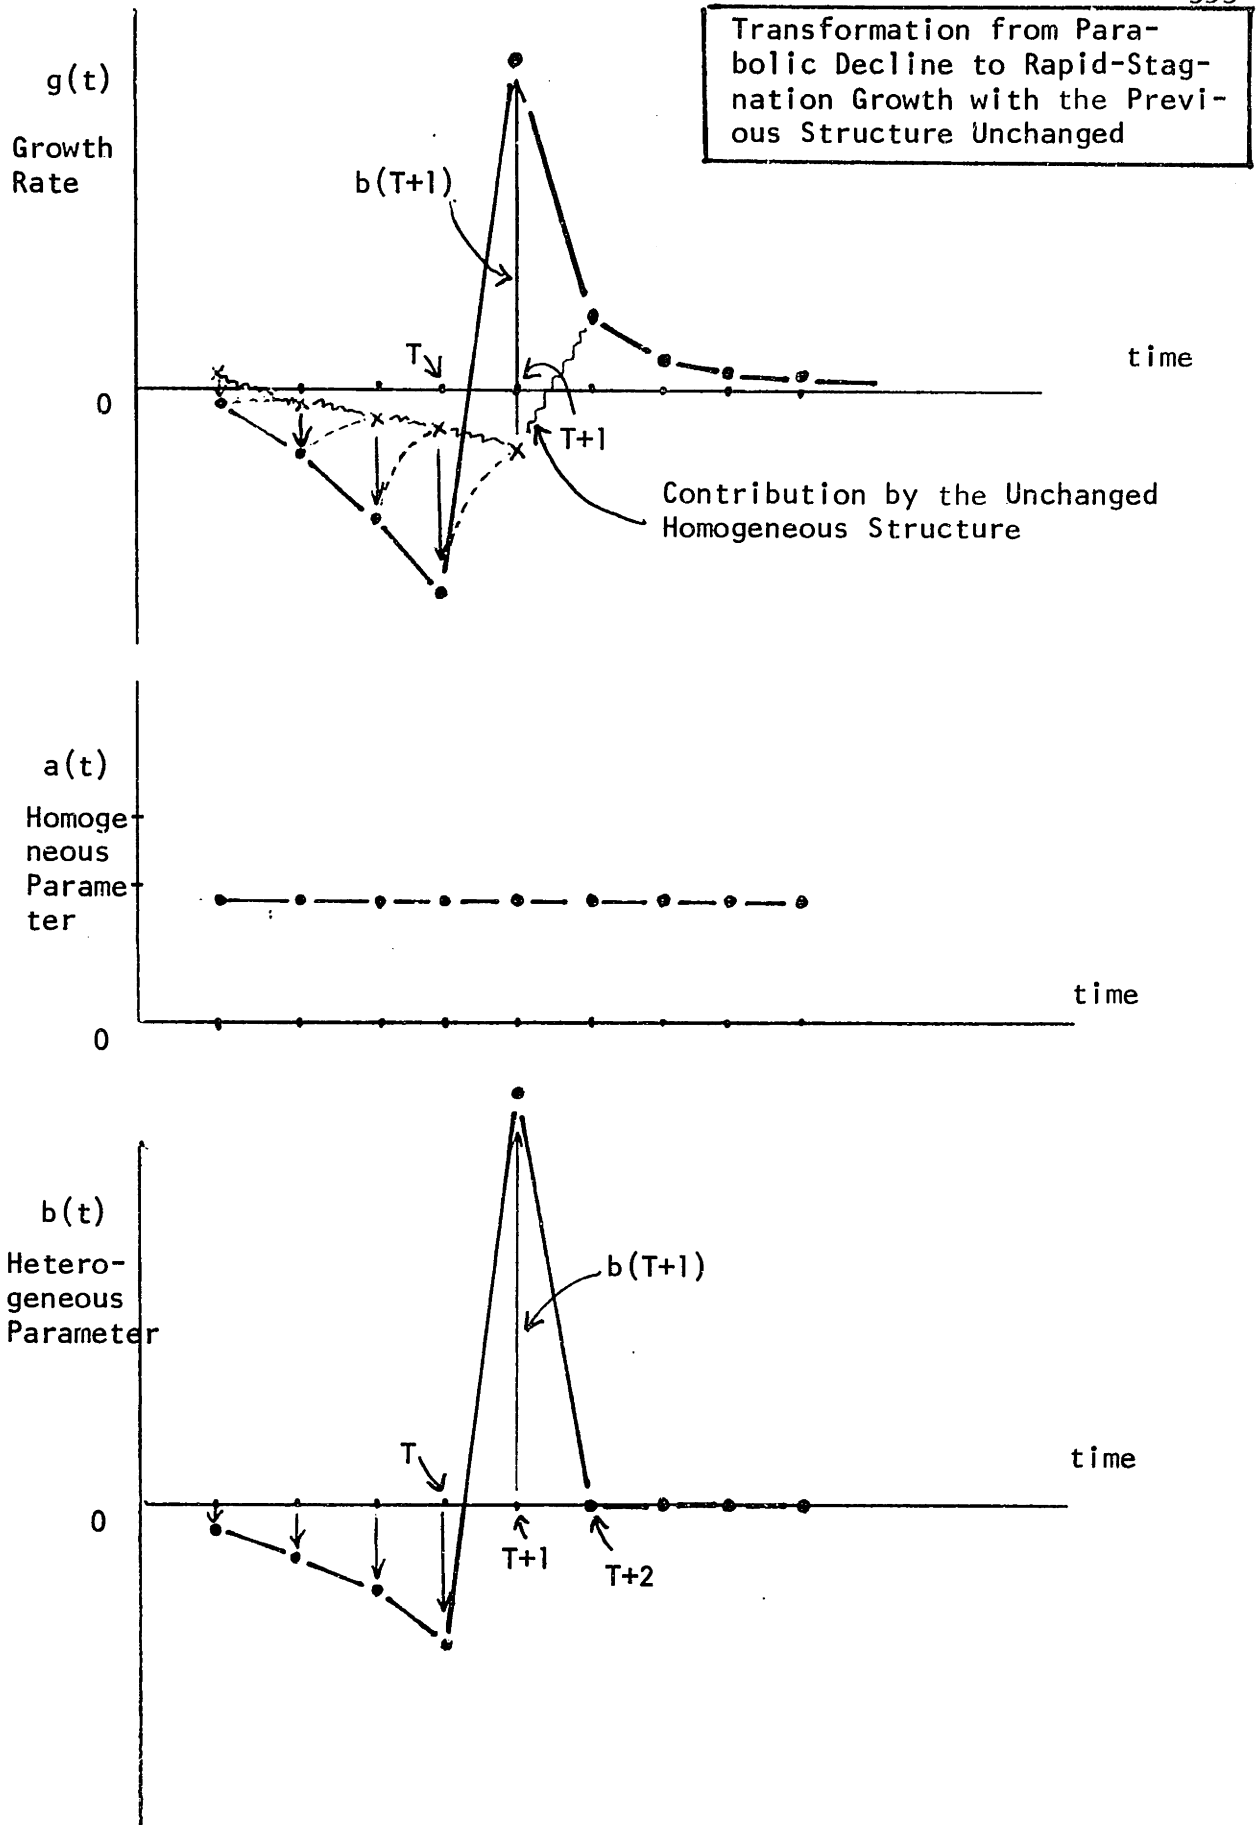 Transformation from Para-
bolic Decline to Rapid-Stag-
nation Growth with the Previ-
ous Structure Unchanged
g(t)
Growth
Rate
b(T+1)
T
time
0
T+1
Contribution by the Unchanged
Homogeneous Structure
a(t)
Homoge-
neous
Parame-
ter
time
0
b(t)
Hetero-
geneous
Parameter
b(T+1)
T
time
0
T+1
T+2